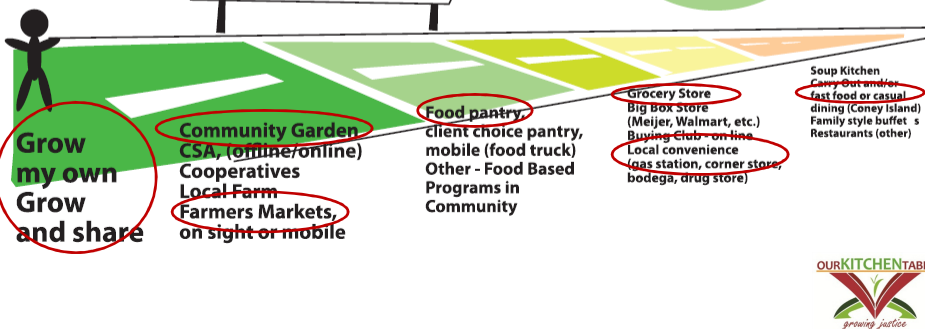 Grow
my own
Grow
and share
Community Garden
CSA, (offline/online)
Cooperatives
Local Farm
Farmers Markets,
on sight or mobile
Food pantry,
client choice pantry,
mobile (food truck)
Other - Food Based
Programs in
Community
Grocery Store
Big Box Store
(Meijer, Walmart, etc.)
Buying Club - on line
Local convenience
(gas station, corner store,
bodega, drug store)
Soup Kitchen
Carry Out and/or
fast food or casual
dining (Coney Island)
Family style buffet s
Restaurants (other)
OURKITCHENTAB
growing justice